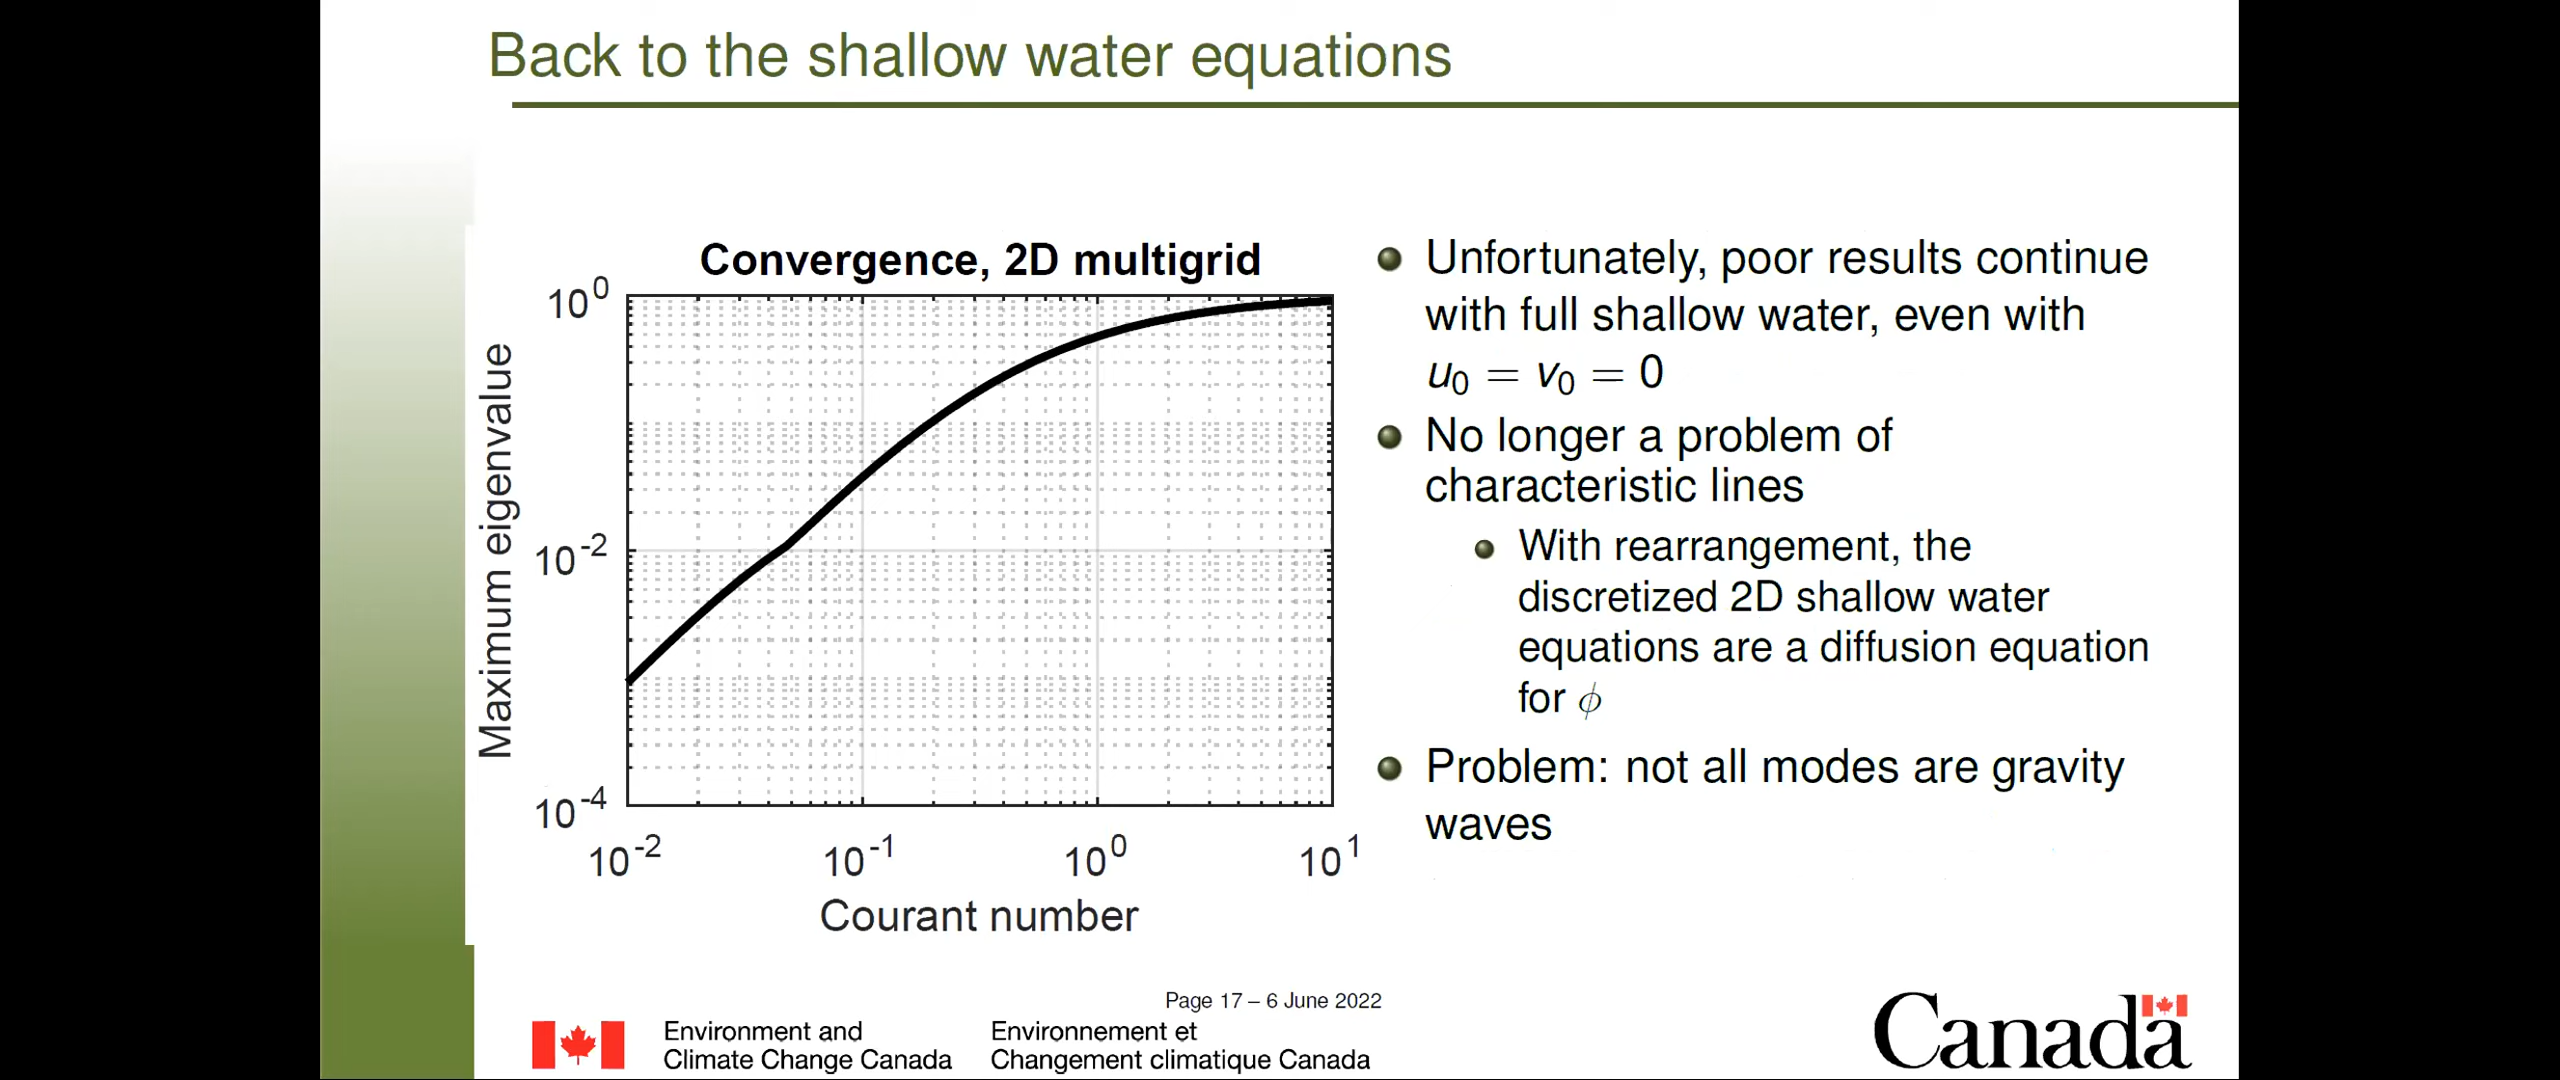 Back to the shallow water equations
Convergence, 2D multigrid
10^0
10^-2
10^-4
Maximum eigenvalue
10^-2
10^-1
10^0
10^1
Courant number
Unfortunately, poor results continue
with full shallow water, even with
u₀ = v₀ = 0
No longer a problem of
characteristic lines
With rearrangement, the
discretized 2D shallow water
equations are a diffusion equation
for ϕ
Problem: not all modes are gravity
waves
Page 17 – 6 June 2022
Environment and
Climate Change Canada
Environnement et
Changement climatique Canada
Canada